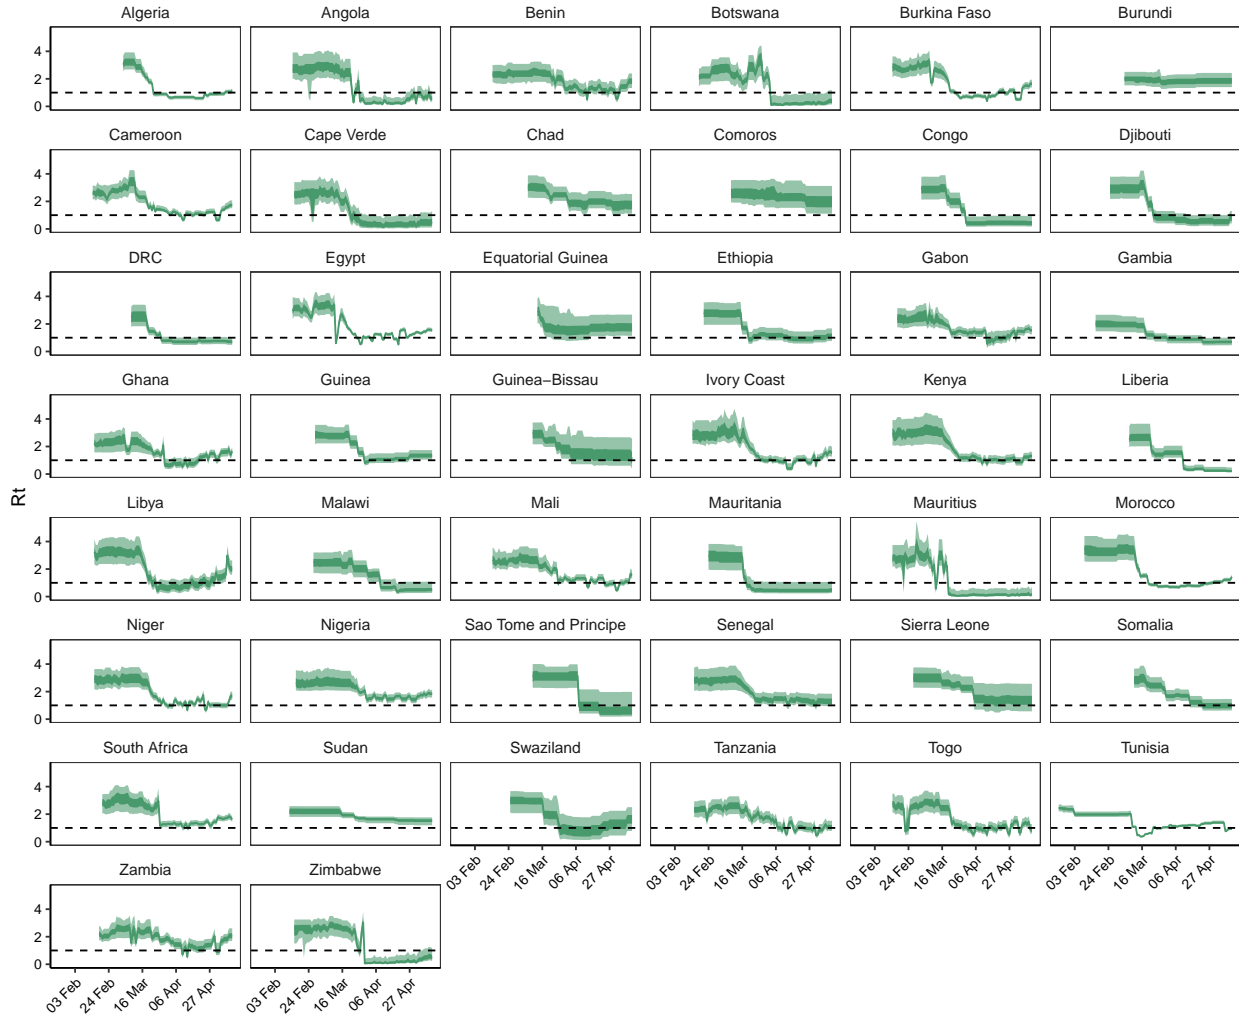 Algeria Angola Benin Botswana Burkina Faso Burundi
4
2
0
Cameroon Cape Verde Chad Comoros Congo Djibouti
4
2
0
DRC Egypt Equatorial Guinea Ethiopia Gabon Gambia
4
2
0
Ghana Guinea Guinea−Bissau Ivory Coast Kenya Liberia
4
2
0
Rt
Libya Malawi Mali Mauritania Mauritius Morocco
4
2
0
Niger Nigeria Sao Tome and Principe Senegal Sierra Leone Somalia
4
2
0
South Africa Sudan Swaziland Tanzania Togo Tunisia
4
2
0
03 Feb 24 Feb 16 Mar 06 Apr 27 Apr 03 Feb 24 Feb 16 Mar 06 Apr 27 Apr 03 Feb 24 Feb 16 Mar 06 Apr 27 Apr 03 Feb 24 Feb 16 Mar 06 Apr 27 Apr
Zambia Zimbabwe
4
2
0
03 Feb 24 Feb 16 Mar 06 Apr 27 Apr 03 Feb 24 Feb 16 Mar 06 Apr 27 Apr